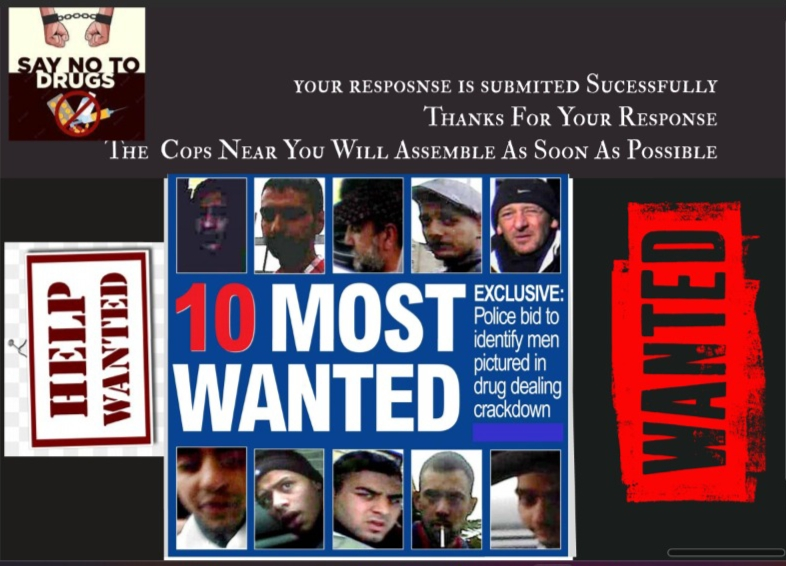 SAY NO TO
DRUGS
YOUR RESPOSNSE IS SUBMITED SUCESSFULLY
THANKS FOR YOUR RESPONSE
THE COPS NEAR YOU WILL ASSEMBLE AS SOON AS POSSIBLE
HELP
WANTED
10 MOST
WANTED
EXCLUSIVE:
Police bid to
identify men
pictured in
drug dealing
crackdown
WANTED